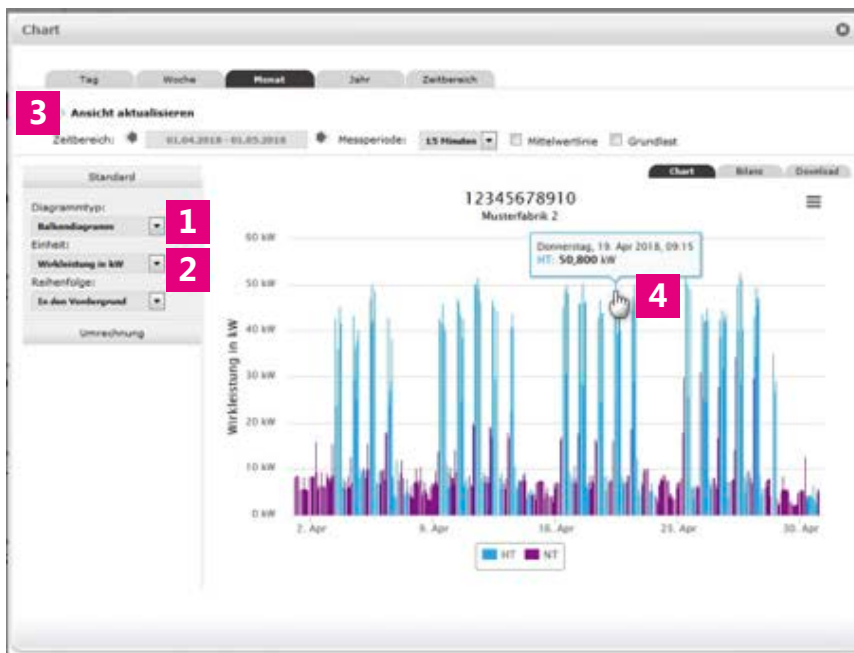 Chart
Tag Woche Monat Jahr Zeitbereich
3 Ansicht aktualisieren
Zeitbereich: 01.04.2018 - 01.05.2018 Messperiode: 15 Minuten Mittelwertlinie Grundlast
Standard
Chart Bilanz Download
Diagrammtyp:
Balkendiagramm 1
Einheit:
Wirkleistung in kW 2
Reihenfolge:
In den Vordergrund
Umrechnung
12345678910
Musterfabrik 2
Donnerstag, 19. Apr 2018, 09:15
HT: 50,800 kW
4
Wirkleistung in kW
60 kW
50 kW
40 kW
30 kW
20 kW
10 kW
0 kW
2. Apr 9. Apr 16. Apr 23. Apr 30. Apr
HT NT